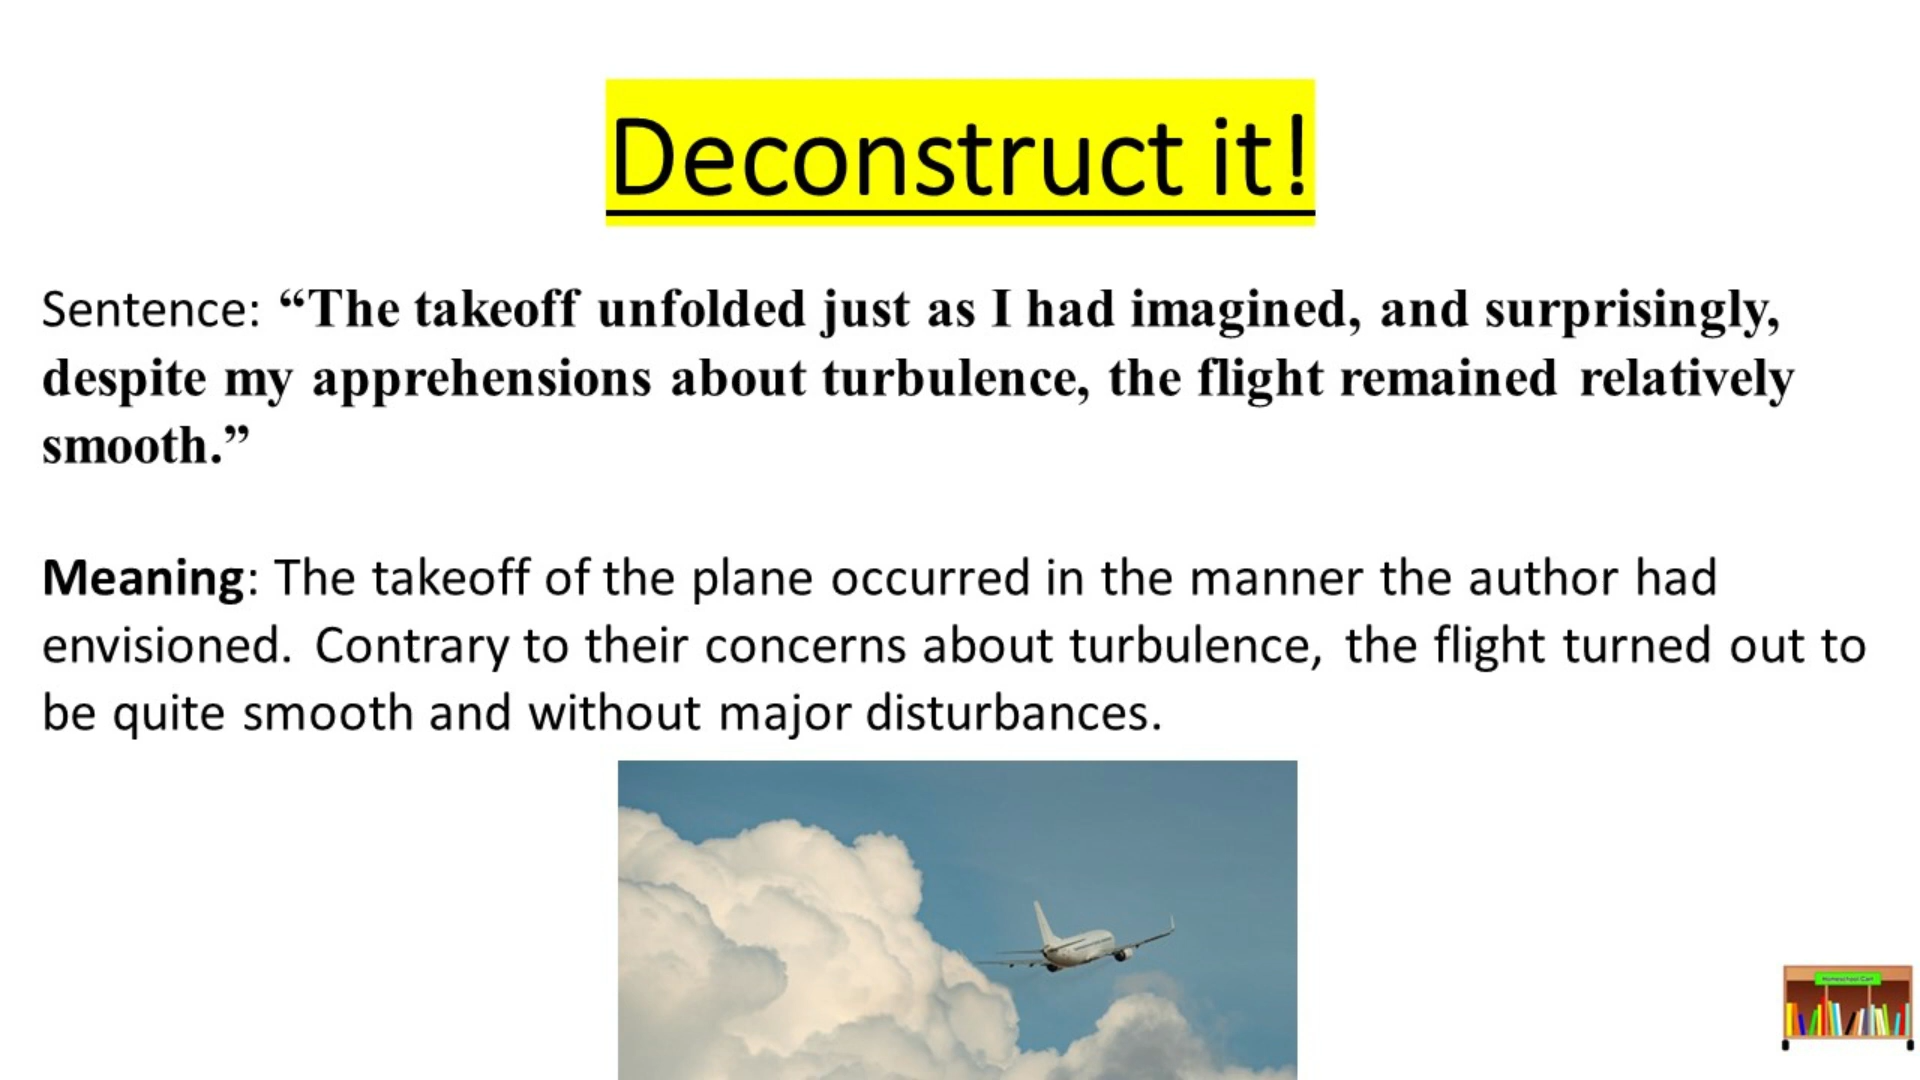 Deconstruct it!
Sentence: “The takeoff unfolded just as I had imagined, and surprisingly,
despite my apprehensions about turbulence, the flight remained relatively
smooth.”
Meaning: The takeoff of the plane occurred in the manner the author had
envisioned. Contrary to their concerns about turbulence, the flight turned out to
be quite smooth and without major disturbances.
Homeschool Cart